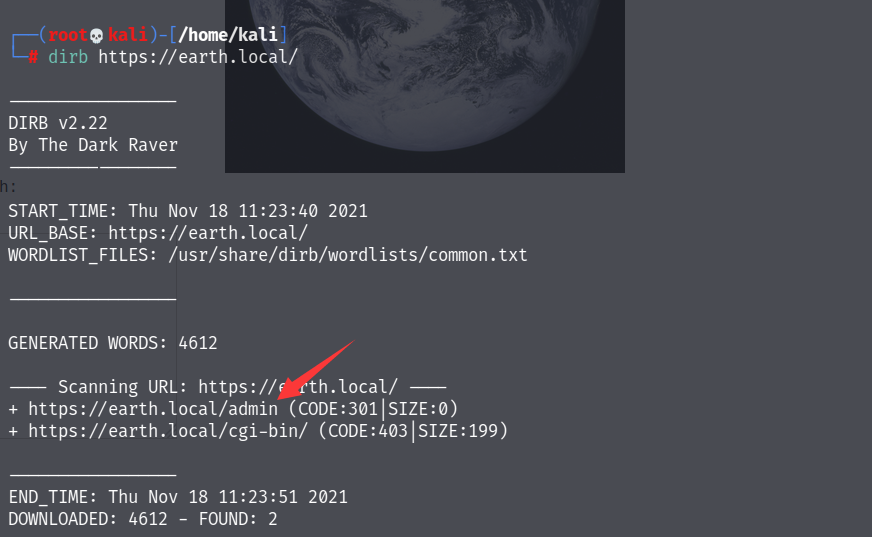 ┌──(root💀kali)-[/home/kali]
└─# dirb https://earth.local/
-----------------
DIRB v2.22
By The Dark Raver
-----------------
h:
START_TIME: Thu Nov 18 11:23:40 2021
URL_BASE: https://earth.local/
WORDLIST_FILES: /usr/share/dirb/wordlists/common.txt
-----------------
GENERATED WORDS: 4612
---- Scanning URL: https://earth.local/ ----
+ https://earth.local/admin (CODE:301|SIZE:0)
+ https://earth.local/cgi-bin/ (CODE:403|SIZE:199)
-----------------
END_TIME: Thu Nov 18 11:23:51 2021
DOWNLOADED: 4612 - FOUND: 2